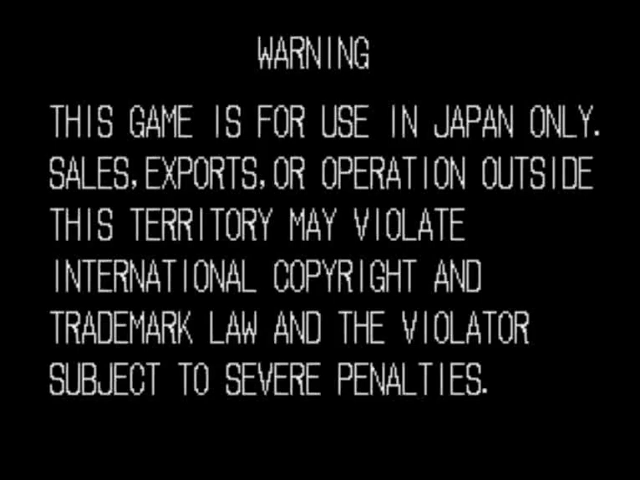 WARNING
THIS GAME IS FOR USE IN JAPAN ONLY.
SALES,EXPORTS,OR OPERATION OUTSIDE
THIS TERRITORY MAY VIOLATE
INTERNATIONAL COPYRIGHT AND
TRADEMARK LAW AND THE VIOLATOR
SUBJECT TO SEVERE PENALTIES.